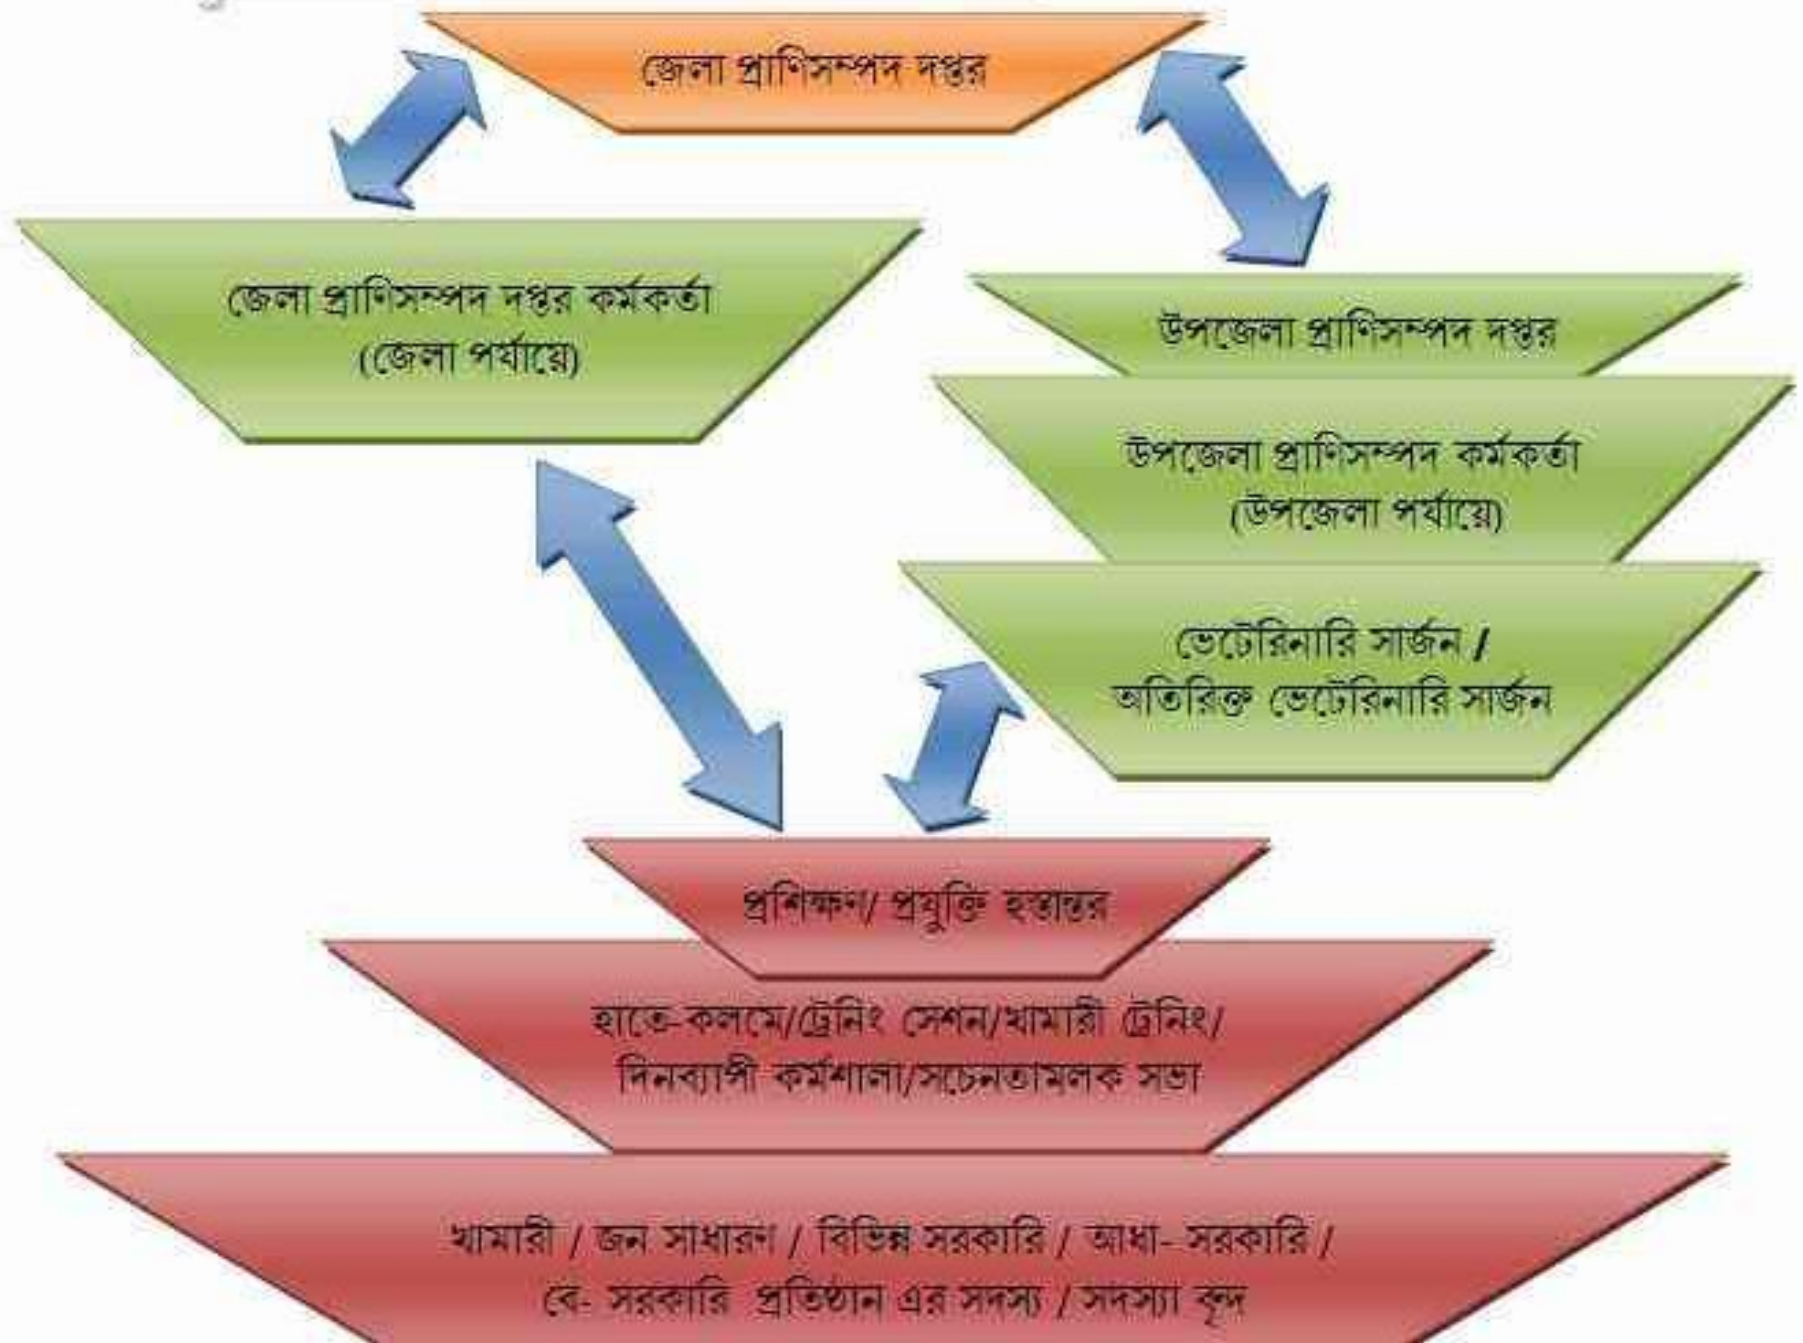 জেলা প্রাণিসম্পদ দপ্তর
জেলা প্রাণিসম্পদ দপ্তর কর্মকর্তা
(জেলা পর্যায়ে)
উপজেলা প্রাণিসম্পদ দপ্তর
উপজেলা প্রাণিসম্পদ কর্মকর্তা
(উপজেলা পর্যায়ে)
ভেটেরিনারি সার্জন /
অতিরিক্ত ভেটেরিনারি সার্জন
প্রশিক্ষণ/ প্রযুক্তি হস্তান্তর
হাতে-কলমে/ট্রেনিং সেশন/খামারী ট্রেনিং/
দিনব্যাপী কর্মশালা/সচেনতামূলক সভা
খামারী / জন সাধারণ / বিভিন্ন সরকারি / আধা- সরকারি /
বে- সরকারি প্রতিষ্ঠান এর সদস্য / সদস্যা বৃন্দ